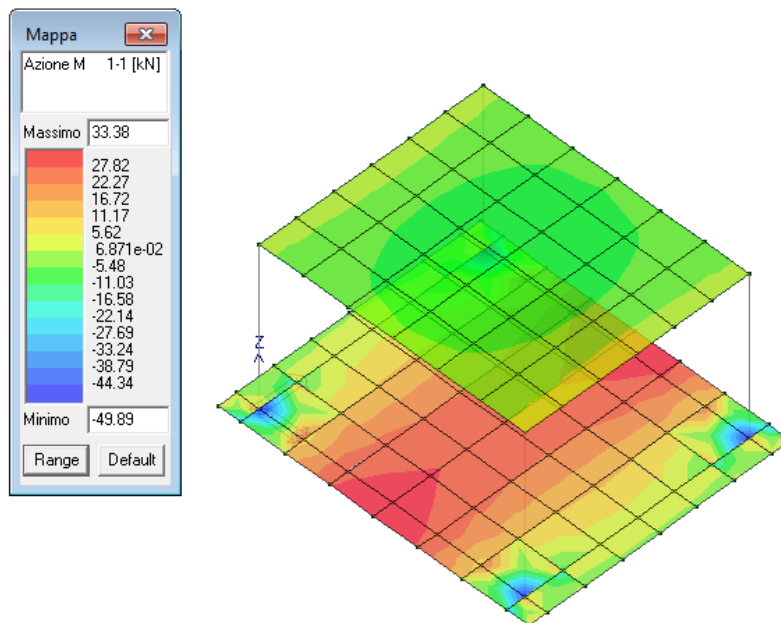 Mappa
Azione M 1-1 [kN]
Massimo 33.38
27.82
22.27
16.72
11.17
5.62
6.871e-02
-5.48
-11.03
-16.58
-22.14
-27.69
-33.24
-38.79
-44.34
Minimo -49.89
Range Default
Z